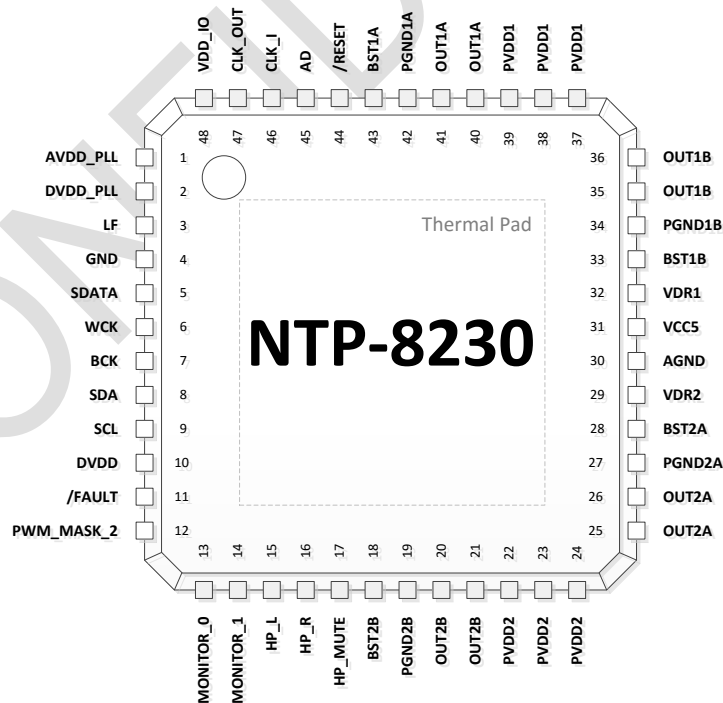 VDD_IO
CLK_OUT
CLK_I
AD
/RESET
BST1A
PGND1A
OUT1A
OUT1A
PVDD1
PVDD1
PVDD1
48
47
46
45
44
43
42
41
40
39
38
37
AVDD_PLL 1
DVDD_PLL 2
LF 3
GND 4
SDATA 5
WCK 6
BCK 7
SDA 8
SCL 9
DVDD 10
/FAULT 11
PWM_MASK_2 12
Thermal Pad
NTP-8230
36 OUT1B
35 OUT1B
34 PGND1B
33 BST1B
32 VDR1
31 VCC5
30 AGND
29 VDR2
28 BST2A
27 PGND2A
26 OUT2A
25 OUT2A
13
14
15
16
17
18
19
20
21
22
23
24
MONITOR_0
MONITOR_1
HP_L
HP_R
HP_MUTE
BST2B
PGND2B
OUT2B
OUT2B
PVDD2
PVDD2
PVDD2